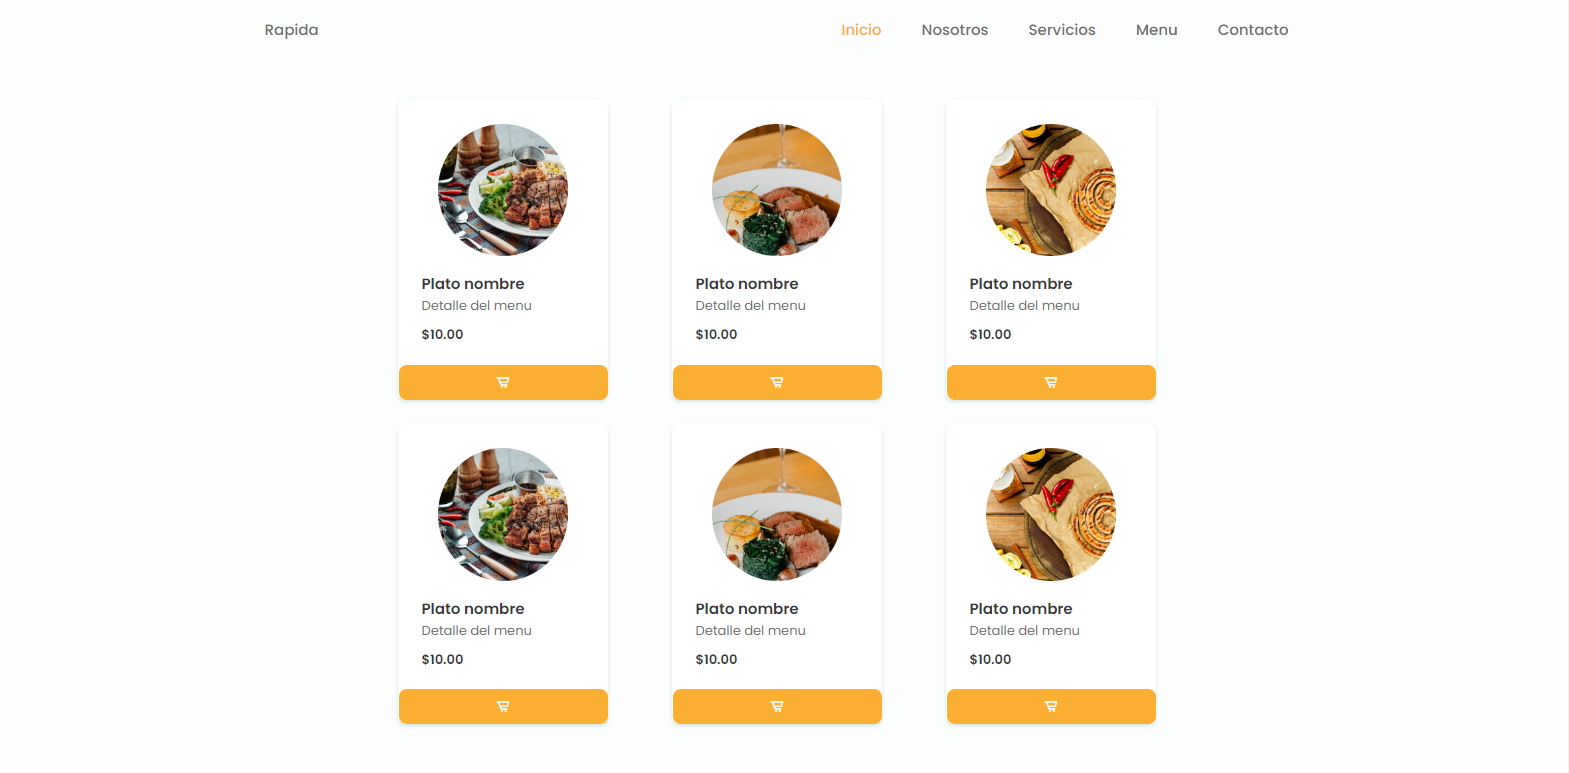 Rapida Inicio Nosotros Servicios Menu Contacto
Plato nombre Plato nombre Plato nombre
Detalle del menu Detalle del menu Detalle del menu
$10.00 $10.00 $10.00
Plato nombre Plato nombre Plato nombre
Detalle del menu Detalle del menu Detalle del menu
$10.00 $10.00 $10.00